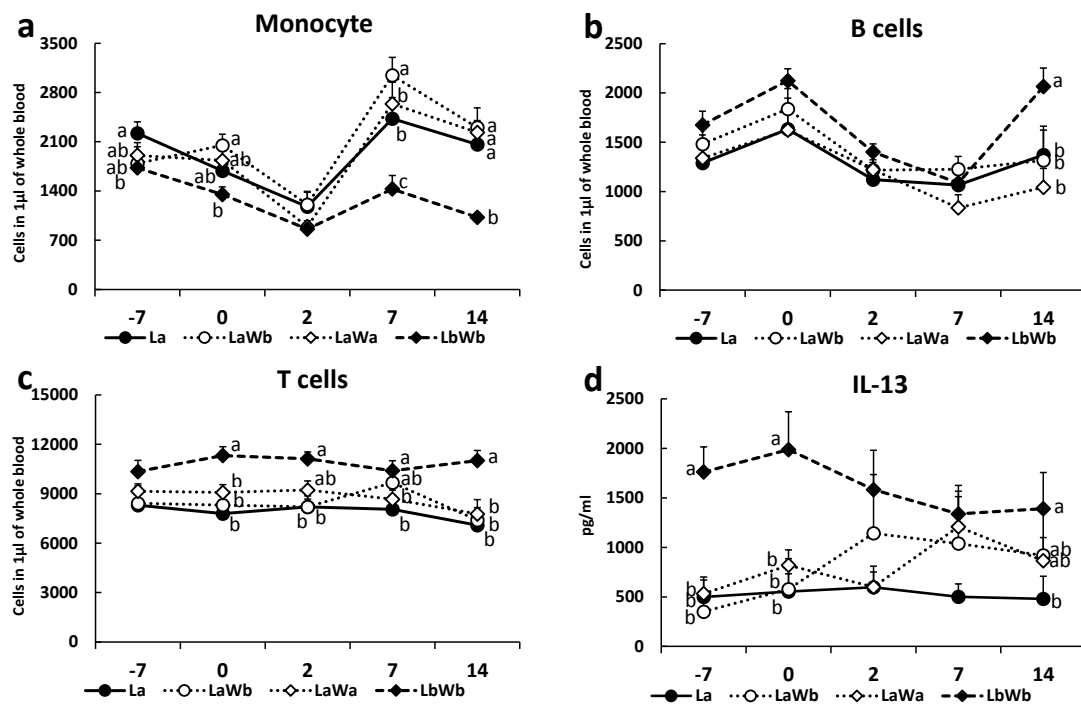 a
Monocyte
Cells in 1µl of whole blood
3500
2800
2100
1400
700
0
a
ab
ab
b
a
ab
ab
b
a
b
b
c
a
a
a
b
-7 0 2 7 14
La LaWb LaWa LbWb
b
B cells
Cells in 1µl of whole blood
2500
2000
1500
1000
500
0
a
b
b
b
-7 0 2 7 14
La LaWb LaWa LbWb
c
T cells
Cells in 1µl of whole blood
15000
12000
9000
6000
3000
0
a
b
b
b
a
ab
b
b
a
ab
b
b
a
b
b
b
-7 0 2 7 14
La LaWb LaWa LbWb
d
IL-13
pg/ml
2500
2000
1500
1000
500
0
a
b
b
b
a
b
b
b
a
ab
ab
b
-7 0 2 7 14
La LaWb LaWa LbWb